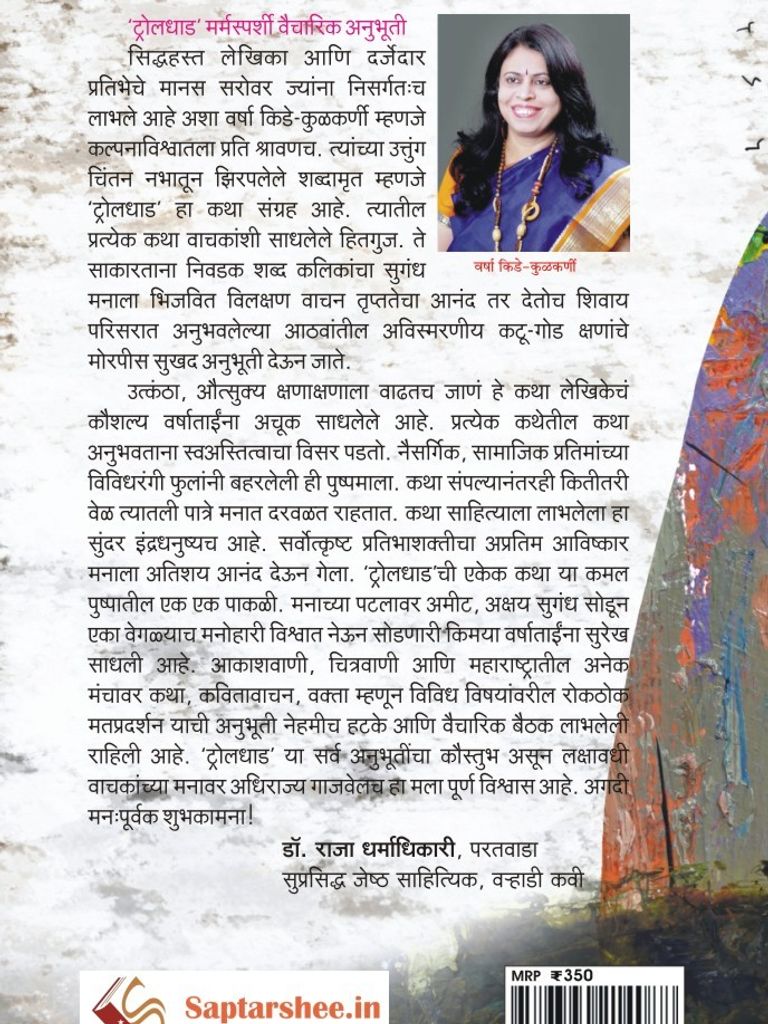 ‘ट्रोलधाड’ मर्मस्पर्शी वैचारिक अनुभूती
सिद्धहस्त लेखिका आणि दर्जेदार
प्रतिभेचे मानस सरोवर ज्यांना निसर्गतःच
लाभले आहे अशा वर्षा किडे-कुळकर्णी म्हणजे
कल्पनाविश्वातला प्रति श्रावणच. त्यांच्या उत्तुंग
चिंतन नभातून झिरपलेले शब्दामृत म्हणजे
‘ट्रोलधाड’ हा कथा संग्रह आहे. त्यातील
प्रत्येक कथा वाचकांशी साधलेले हितगुज. ते
साकारताना निवडक शब्द कलिकांचा सुगंध
वर्षा किडे-कुळकर्णी
मनाला भिजवित विलक्षण वाचन तृप्ततेचा आनंद तर देतोच शिवाय
परिसरात अनुभवलेल्या आठवांतील अविस्मरणीय कटू-गोड क्षणांचे
मोरपीस सुखद अनुभूती देऊन जाते.
उत्कंठा, औत्सुक्य क्षणाक्षणाला वाढतच जाणं हे कथा लेखिकेचं
कौशल्य वर्षाताईंना अचूक साधलेले आहे. प्रत्येक कथेतील कथा
अनुभवताना स्वअस्तित्वाचा विसर पडतो. नैसर्गिक, सामाजिक प्रतिमांच्या
विविधरंगी फुलांनी बहरलेली ही पुष्पमाला. कथा संपल्यानंतरही कितीतरी
वेळ त्यातली पात्रे मनात दरवळत राहतात. कथा साहित्याला लाभलेला हा
सुंदर इंद्रधनुष्यच आहे. सर्वोत्कृष्ट प्रतिभाशक्तीचा अप्रतिम आविष्कार
मनाला अतिशय आनंद देऊन गेला. ‘ट्रोलधाड’ची एकेक कथा या कमल
पुष्पातील एक एक पाकळी. मनाच्या पटलावर अमीट, अक्षय सुगंध सोडून
एका वेगळ्याच मनोहारी विश्वात नेऊन सोडणारी किमया वर्षाताईंना सुरेख
साधली आहे. आकाशवाणी, चित्रवाणी आणि महाराष्ट्रातील अनेक
मंचावर कथा, कवितावाचन, वक्ता म्हणून विविध विषयांवरील रोकठोक
मतप्रदर्शन याची अनुभूती नेहमीच हटके आणि वैचारिक बैठक लाभलेली
राहिली आहे. ‘ट्रोलधाड’ या सर्व अनुभूतींचा कौस्तुभ असून लक्षावधी
वाचकांच्या मनावर अधिराज्य गाजवेलच हा मला पूर्ण विश्वास आहे. अगदी
मनःपूर्वक शुभकामना!
डॉ. राजा धर्माधिकारी, परतवाडा
सुप्रसिद्ध जेष्ठ साहित्यिक, वऱ्हाडी कवी
Saptarshee.in
MRP ₹350